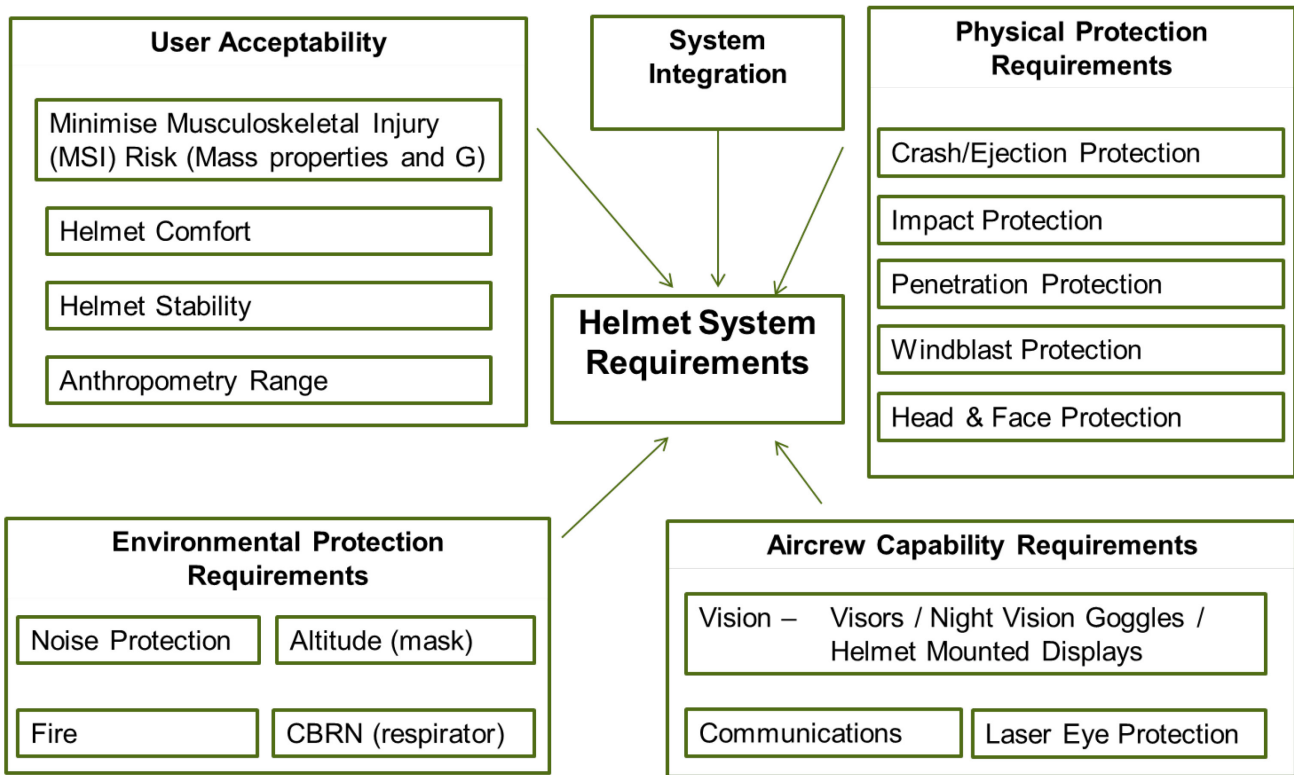 User Acceptability
Minimise Musculoskeletal Injury
(MSI) Risk (Mass properties and G)
Helmet Comfort
Helmet Stability
Anthropometry Range
System
Integration
Physical Protection
Requirements
Crash/Ejection Protection
Impact Protection
Penetration Protection
Windblast Protection
Head & Face Protection
Helmet System
Requirements
Environmental Protection
Requirements
Noise Protection
Altitude (mask)
Fire
CBRN (respirator)
Aircrew Capability Requirements
Vision – Visors / Night Vision Goggles /
Helmet Mounted Displays
Communications
Laser Eye Protection